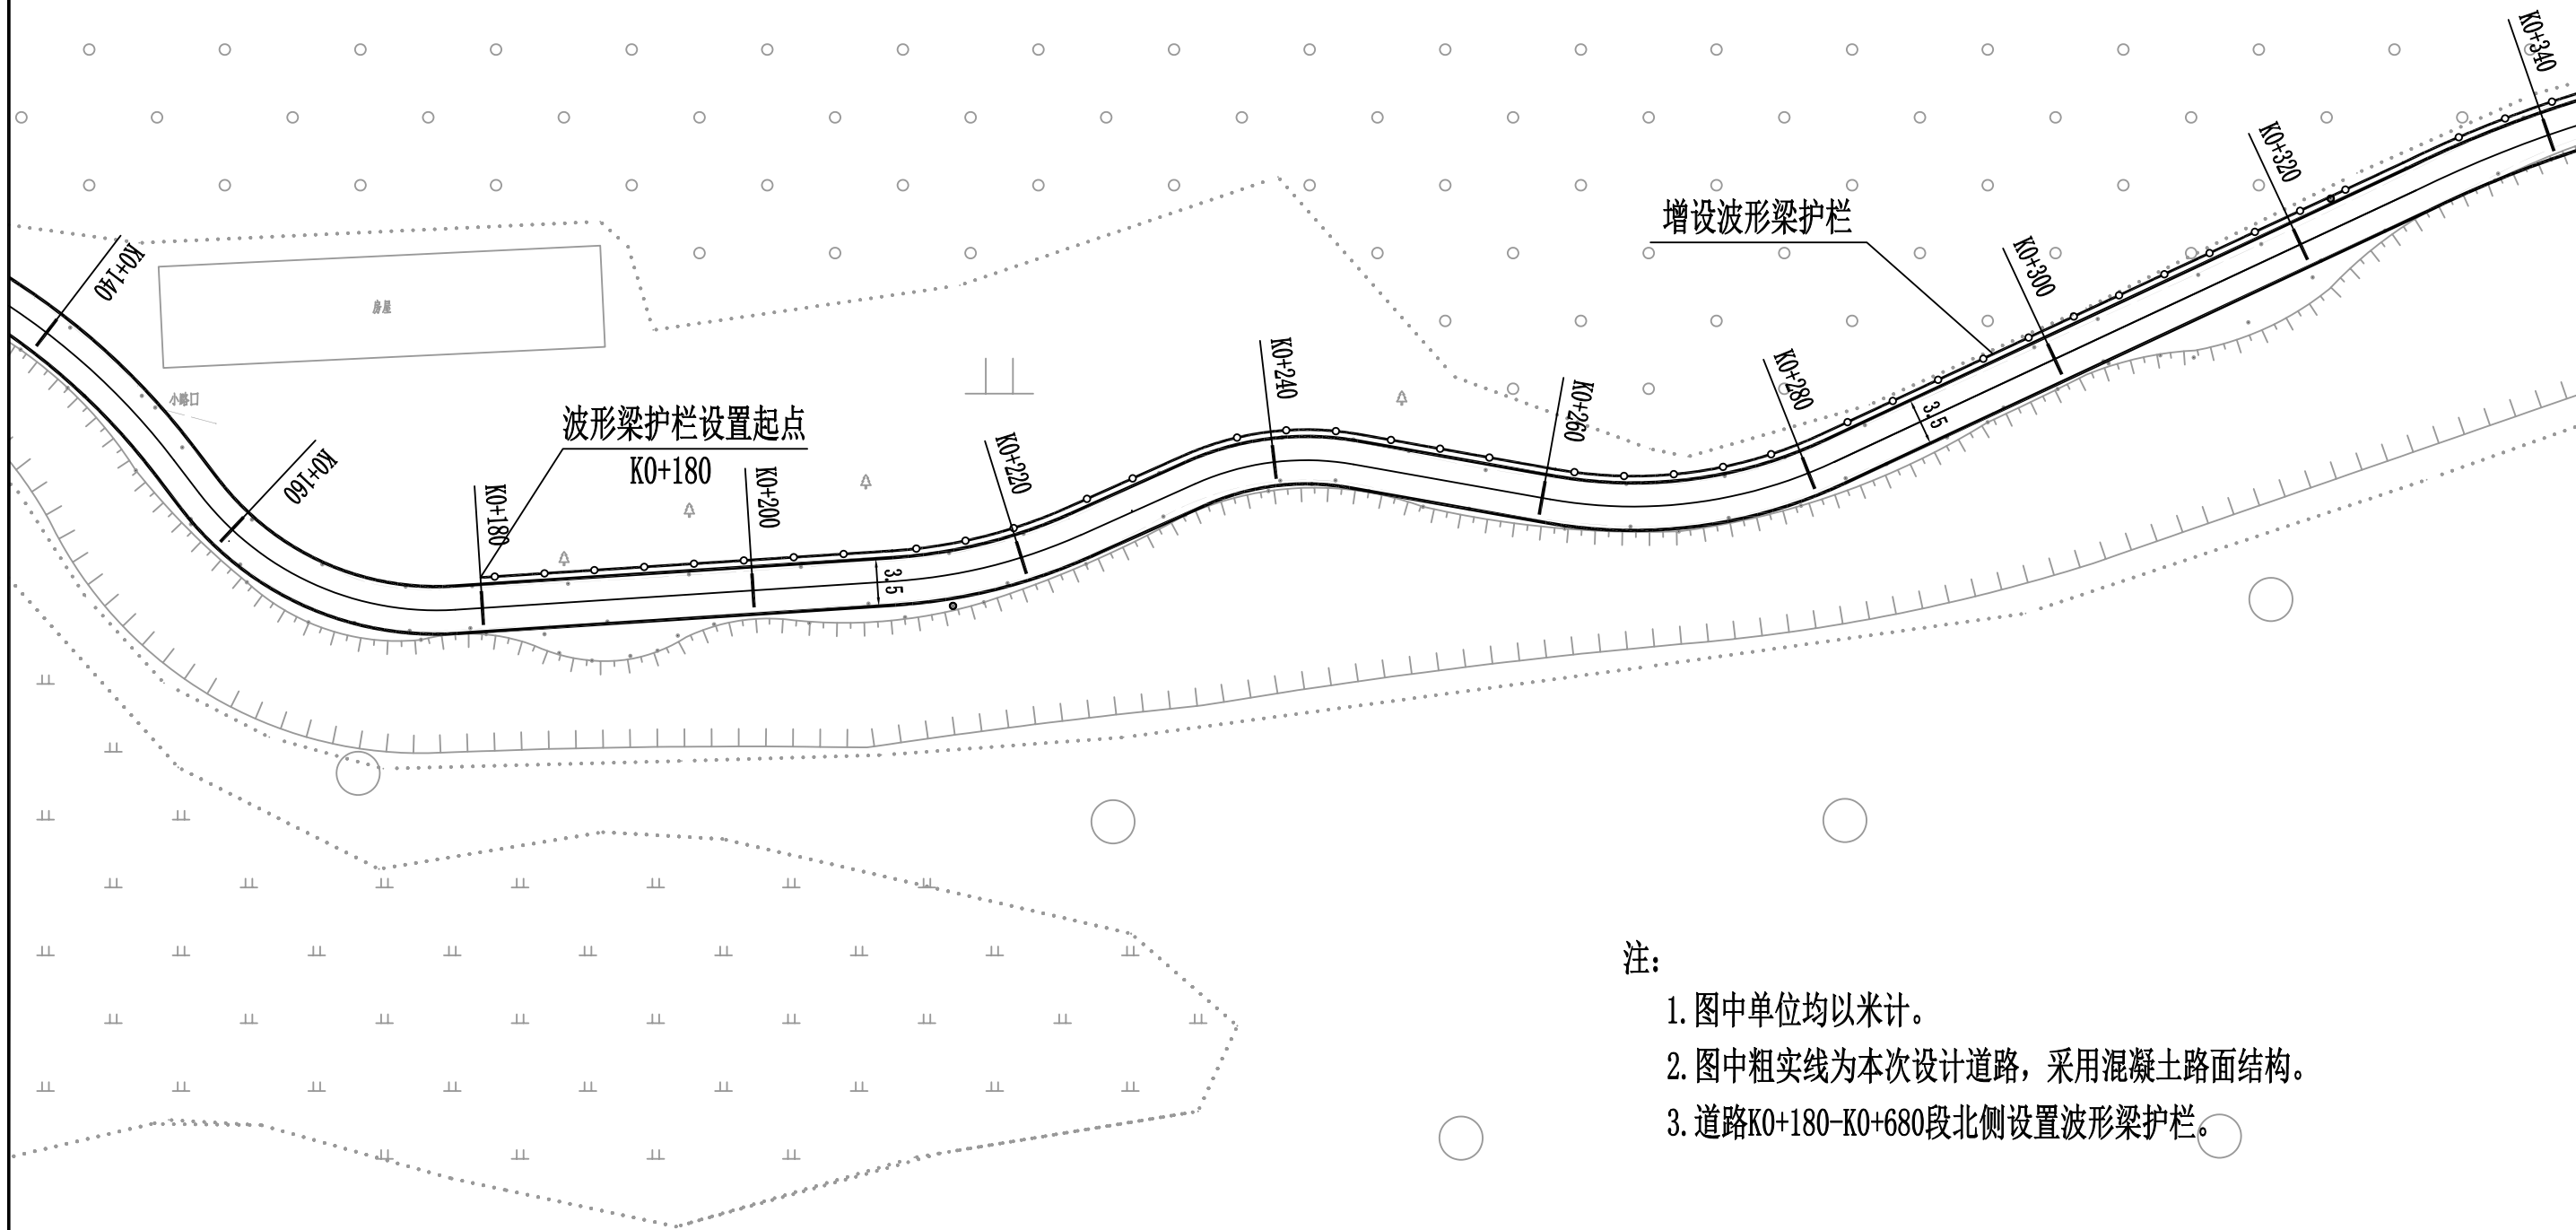 K0+340
K0+320
增设波形梁护栏
K0+300
K0+140
房屋
K0+240
K0+280
小路口
K0+260
3.5
波形梁护栏设置起点
K0+180
K0+220
K0+160
K0+200
K0+180
3.5
注：
1.图中单位均以米计。
2.图中粗实线为本次设计道路，采用混凝土路面结构。
3.道路K0+180-K0+680段北侧设置波形梁护栏。